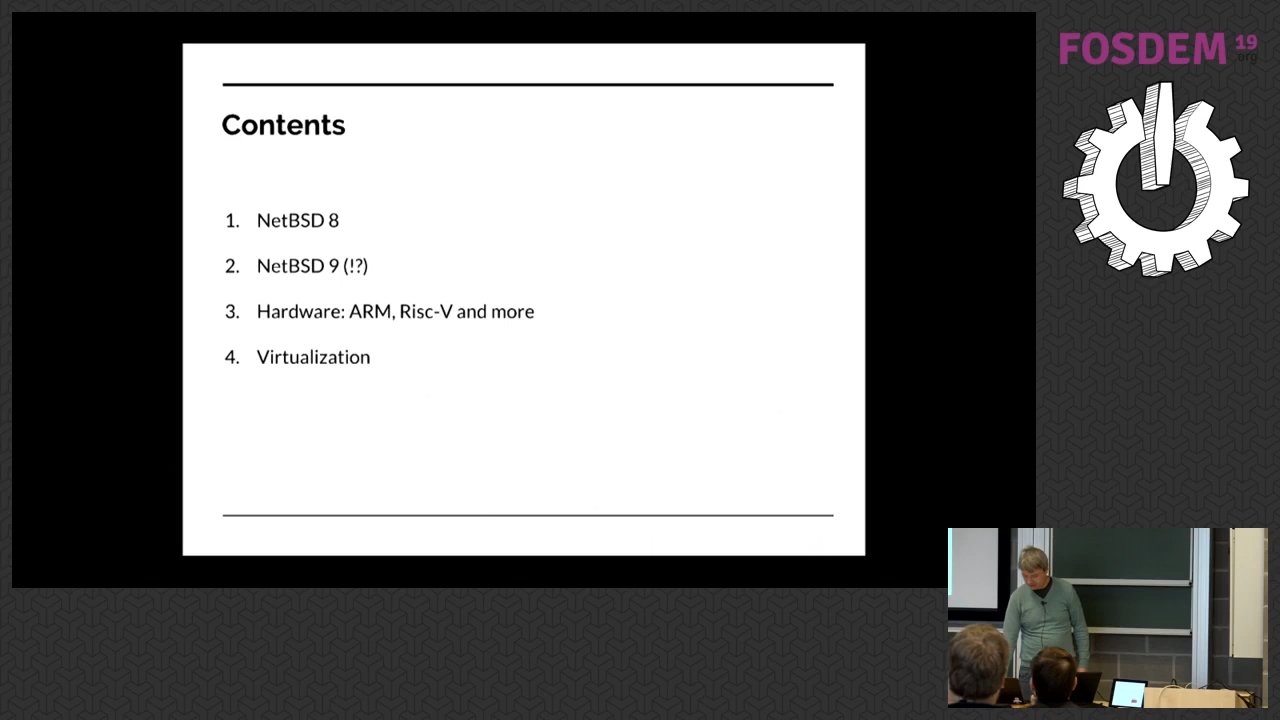 Contents
1. NetBSD 8
2. NetBSD 9 (!?)
3. Hardware: ARM, Risc-V and more
4. Virtualization
FOSDEM 19
.org